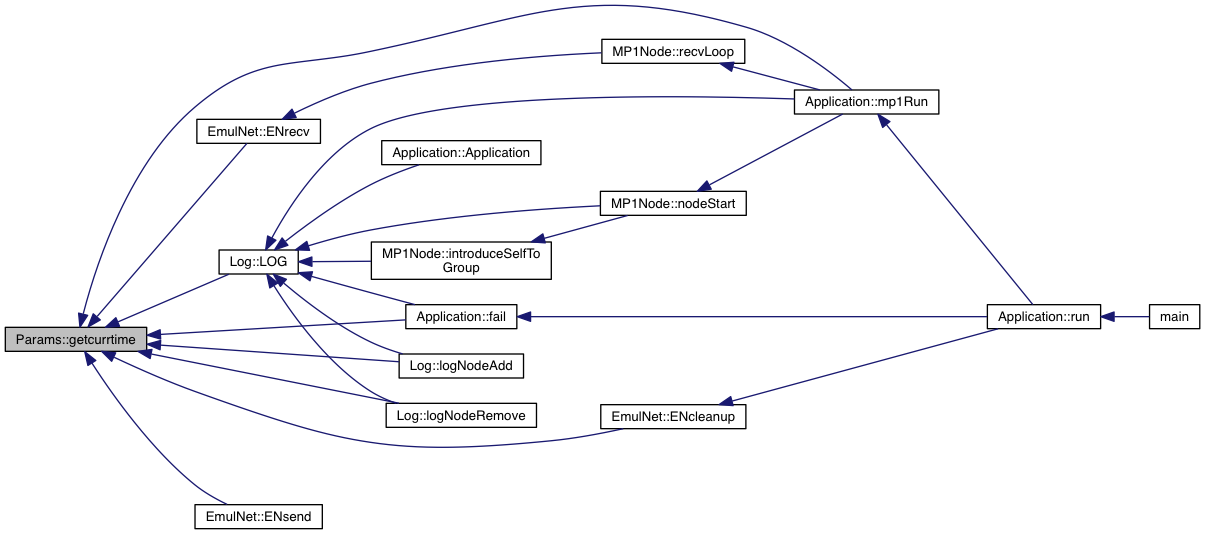 MP1Node::recvLoop
Application::mp1Run
EmulNet::ENrecv
Application::Application
MP1Node::nodeStart
MP1Node::introduceSelfTo
Group
Log::LOG
Application::fail
Application::run
main
Params::getcurrtime
Log::logNodeAdd
Log::logNodeRemove
EmulNet::ENcleanup
EmulNet::ENsend